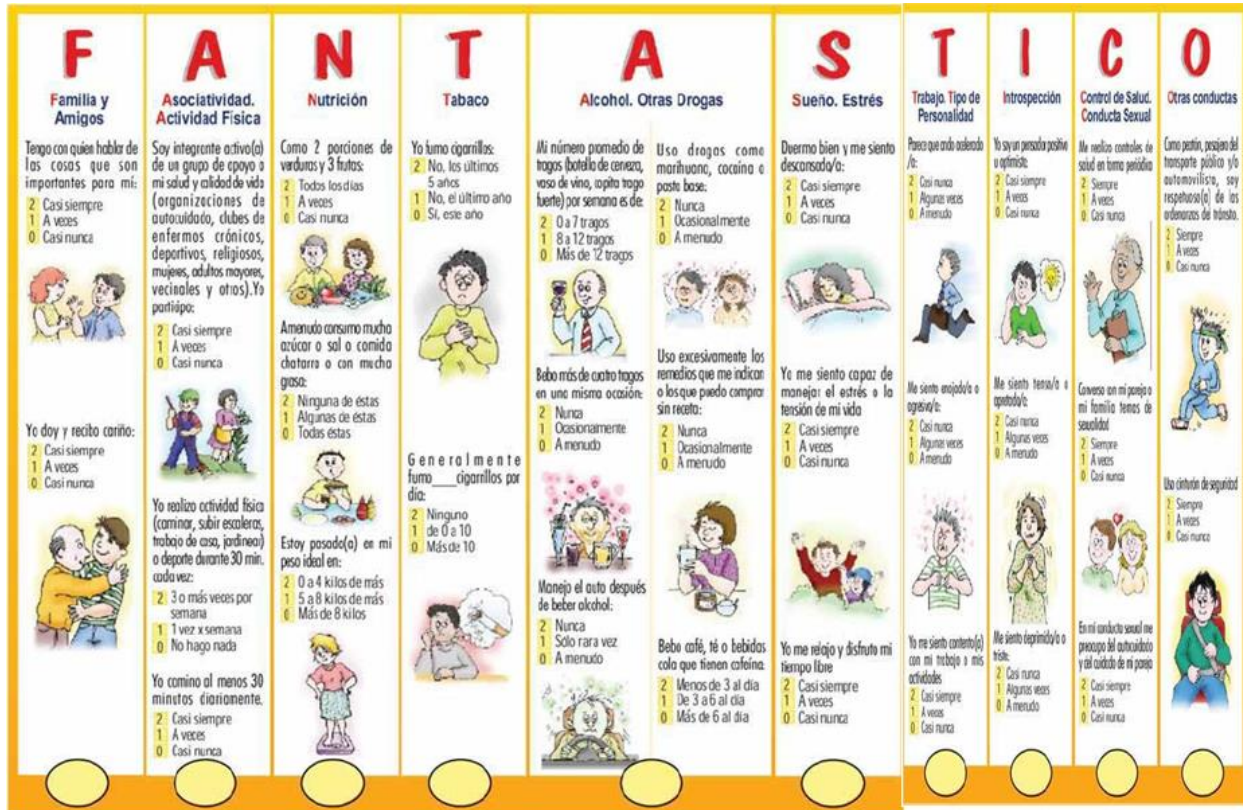 F
Familia y
Amigos
Tengo con quien hablar de
las cosas que son
importantes para mí:
2 Casi siempre
1 A veces
0 Casi nunca
Yo doy y recibo cariño:
2 Casi siempre
1 A veces
0 Casi nunca
A
Asociatividad.
Actividad Física
Soy integrante activo(a)
de un grupo de apoyo a
mi salud y calidad de vida
(organizaciones de
autocuidado, clubes de
enfermos crónicos,
deportivos, religiosos,
mujeres, adultos mayores,
vecinales y otros).Yo
participo:
2 Casi siempre
1 A veces
0 Casi nunca
Yo realizo actividad física
(caminar, subir escaleras,
trabajo de casa, jardinear)
o deporte durante 30 min.
cada vez:
2 3 o más veces por
semana
1 1 vez x semana
0 No hago nada
Yo camino al menos 30
minutos diariamente.
2 Casi siempre
1 A veces
0 Casi nunca
N
Nutrición
Como 2 porciones de
verduras y 3 frutas:
2 Todos los días
1 A veces
0 Casi nunca
A menudo consumo mucha
azúcar o sal o comida
chatarra o con mucha
grasa:
2 Ninguna de éstas
1 Algunas de éstas
0 Todas éstas
Estoy pasado(a) en mi
peso ideal en:
2 0 a 4 kilos de más
1 5 a 8 kilos de más
0 Más de 8 kilos
T
Tabaco
Yo fumo cigarrillos:
2 No, los últimos
5 años
1 No, el último año
0 Sí, este año
Generalmente
fumo___cigarrillos por
día:
2 Ninguno
1 de 0 a 10
0 Más de 10
A
Alcohol. Otras Drogas
Mi número promedio de
tragos (botella de cerveza,
vaso de vino, copita trago
fuerte) por semana es de:
2 0 a 7 tragos
1 8 a 12 tragos
0 Más de 12 tragos
Bebo más de cuatro tragos
en una misma ocasión:
2 Nunca
1 Ocasionalmente
0 A menudo
Manejo el auto después
de beber alcohol:
2 Nunca
1 Sólo rara vez
0 A menudo
Uso drogas como
marihuana, cocaína o
pasta base:
2 Nunca
1 Ocasionalmente
0 A menudo
Uso excesivamente los
remedios que me indican
o los que puedo comprar
sin receta:
2 Nunca
1 Ocasionalmente
0 A menudo
Bebo café, té o bebidas
cola que tienen cafeína:
2 Menos de 3 al día
1 De 3 a 6 al día
0 Más de 6 al día
S
Sueño. Estrés
Duermo bien y me siento
descansado/a:
2 Casi siempre
1 A veces
0 Casi nunca
Yo me siento capaz de
manejar el estrés o la
tensión de mi vida
2 Casi siempre
1 A veces
0 Casi nunca
Yo me relajo y disfruto mi
tiempo libre
2 Casi siempre
1 A veces
0 Casi nunca
T
Trabajo. Tipo de
Personalidad
Parece que ando acelerado
/a:
2 Casi nunca
1 Algunas veces
0 A menudo
Me siento enojado/a o
agresivo/a:
2 Casi nunca
1 Algunas veces
0 A menudo
Yo me siento contento(a)
con mi trabajo o mis
actividades
2 Casi siempre
1 A veces
0 Casi nunca
I
Introspección
Yo soy un pensador positivo
u optimista:
2 Casi siempre
1 A veces
0 Casi nunca
Me siento tenso/a o
apretado/a:
2 Casi nunca
1 Algunas veces
0 A menudo
Me siento deprimido/a o
triste:
2 Casi nunca
1 Algunas veces
0 A menudo
C
Control de Salud.
Conducta Sexual
Me realizo controles de
salud en forma periódica
2 Siempre
1 A veces
0 Casi nunca
Converso con mi pareja o
mi familia temas de
sexualidad
2 Siempre
1 A veces
0 Casi nunca
En mi conducta sexual me
preocupo del autocuidado
y del cuidado de mi pareja
2 Casi siempre
1 A veces
0 Casi nunca
O
Otras conductas
Como peatón, pasajero del
transporte público y/o
automovilista, soy
respetuoso(a) de las
ordenanzas del tránsito.
2 Siempre
1 A veces
0 Casi nunca
Uso cinturón de seguridad
2 Siempre
1 A veces
0 Casi nunca